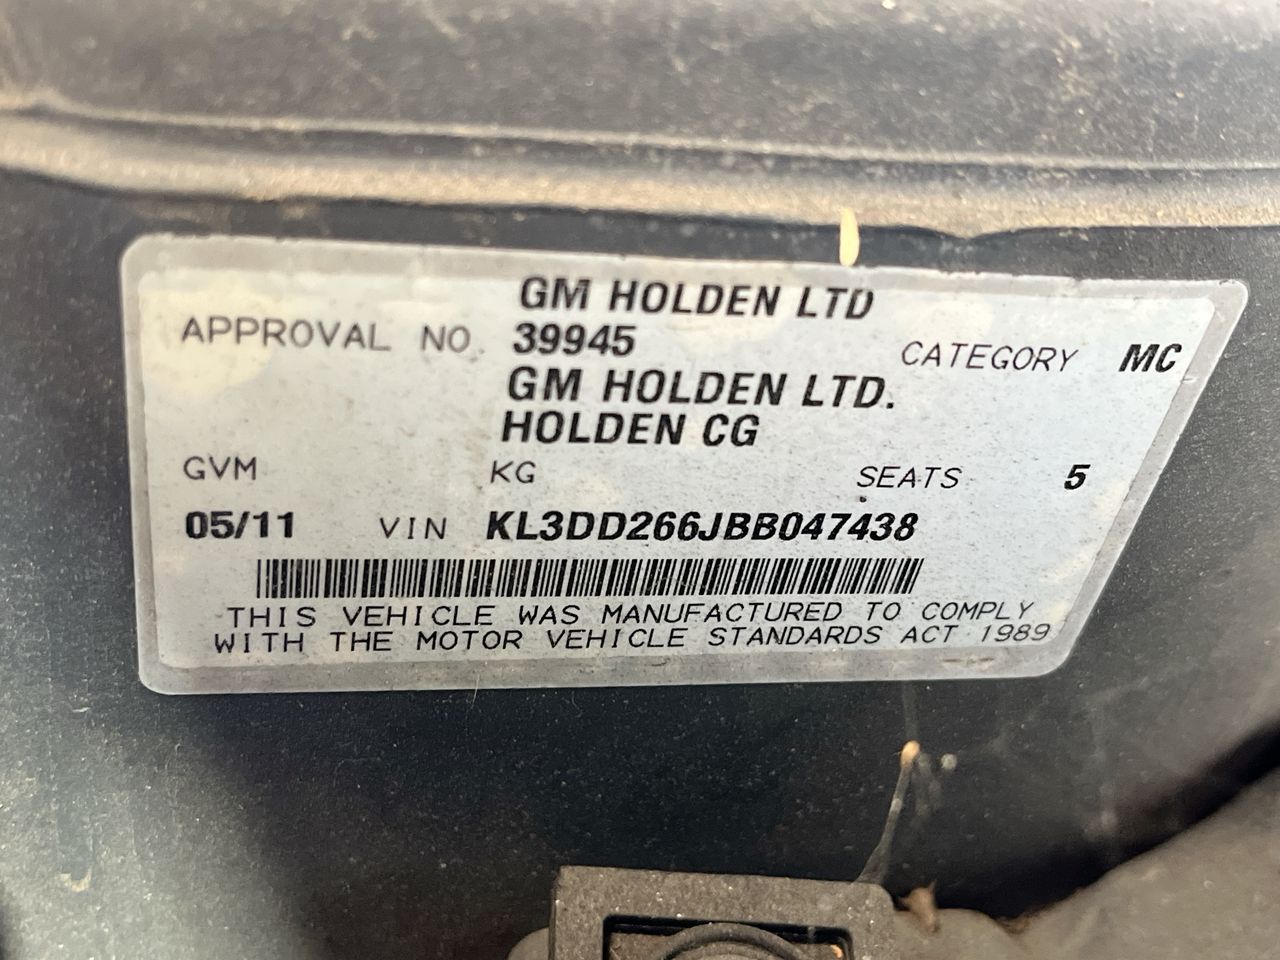 GM HOLDEN LTD
APPROVAL NO. 39945 CATEGORY MC
GM HOLDEN LTD.
HOLDEN CG
GVM KG SEATS 5
05/11 VIN KL3DD266JBB047438
THIS VEHICLE WAS MANUFACTURED TO COMPLY
WITH THE MOTOR VEHICLE STANDARDS ACT 1989